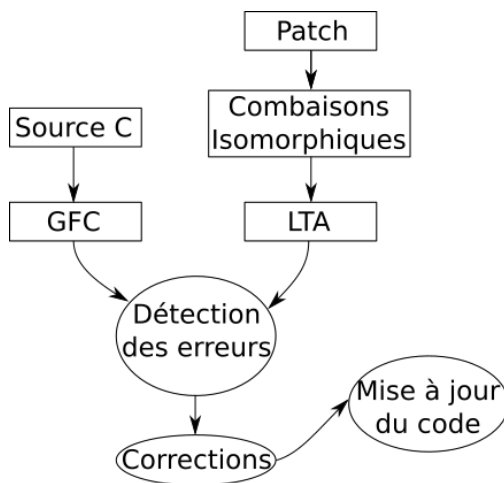 Patch
Combaisons
Isomorphiques
Source C
GFC
LTA
Détection
des erreurs
Mise à jour
du code
Corrections